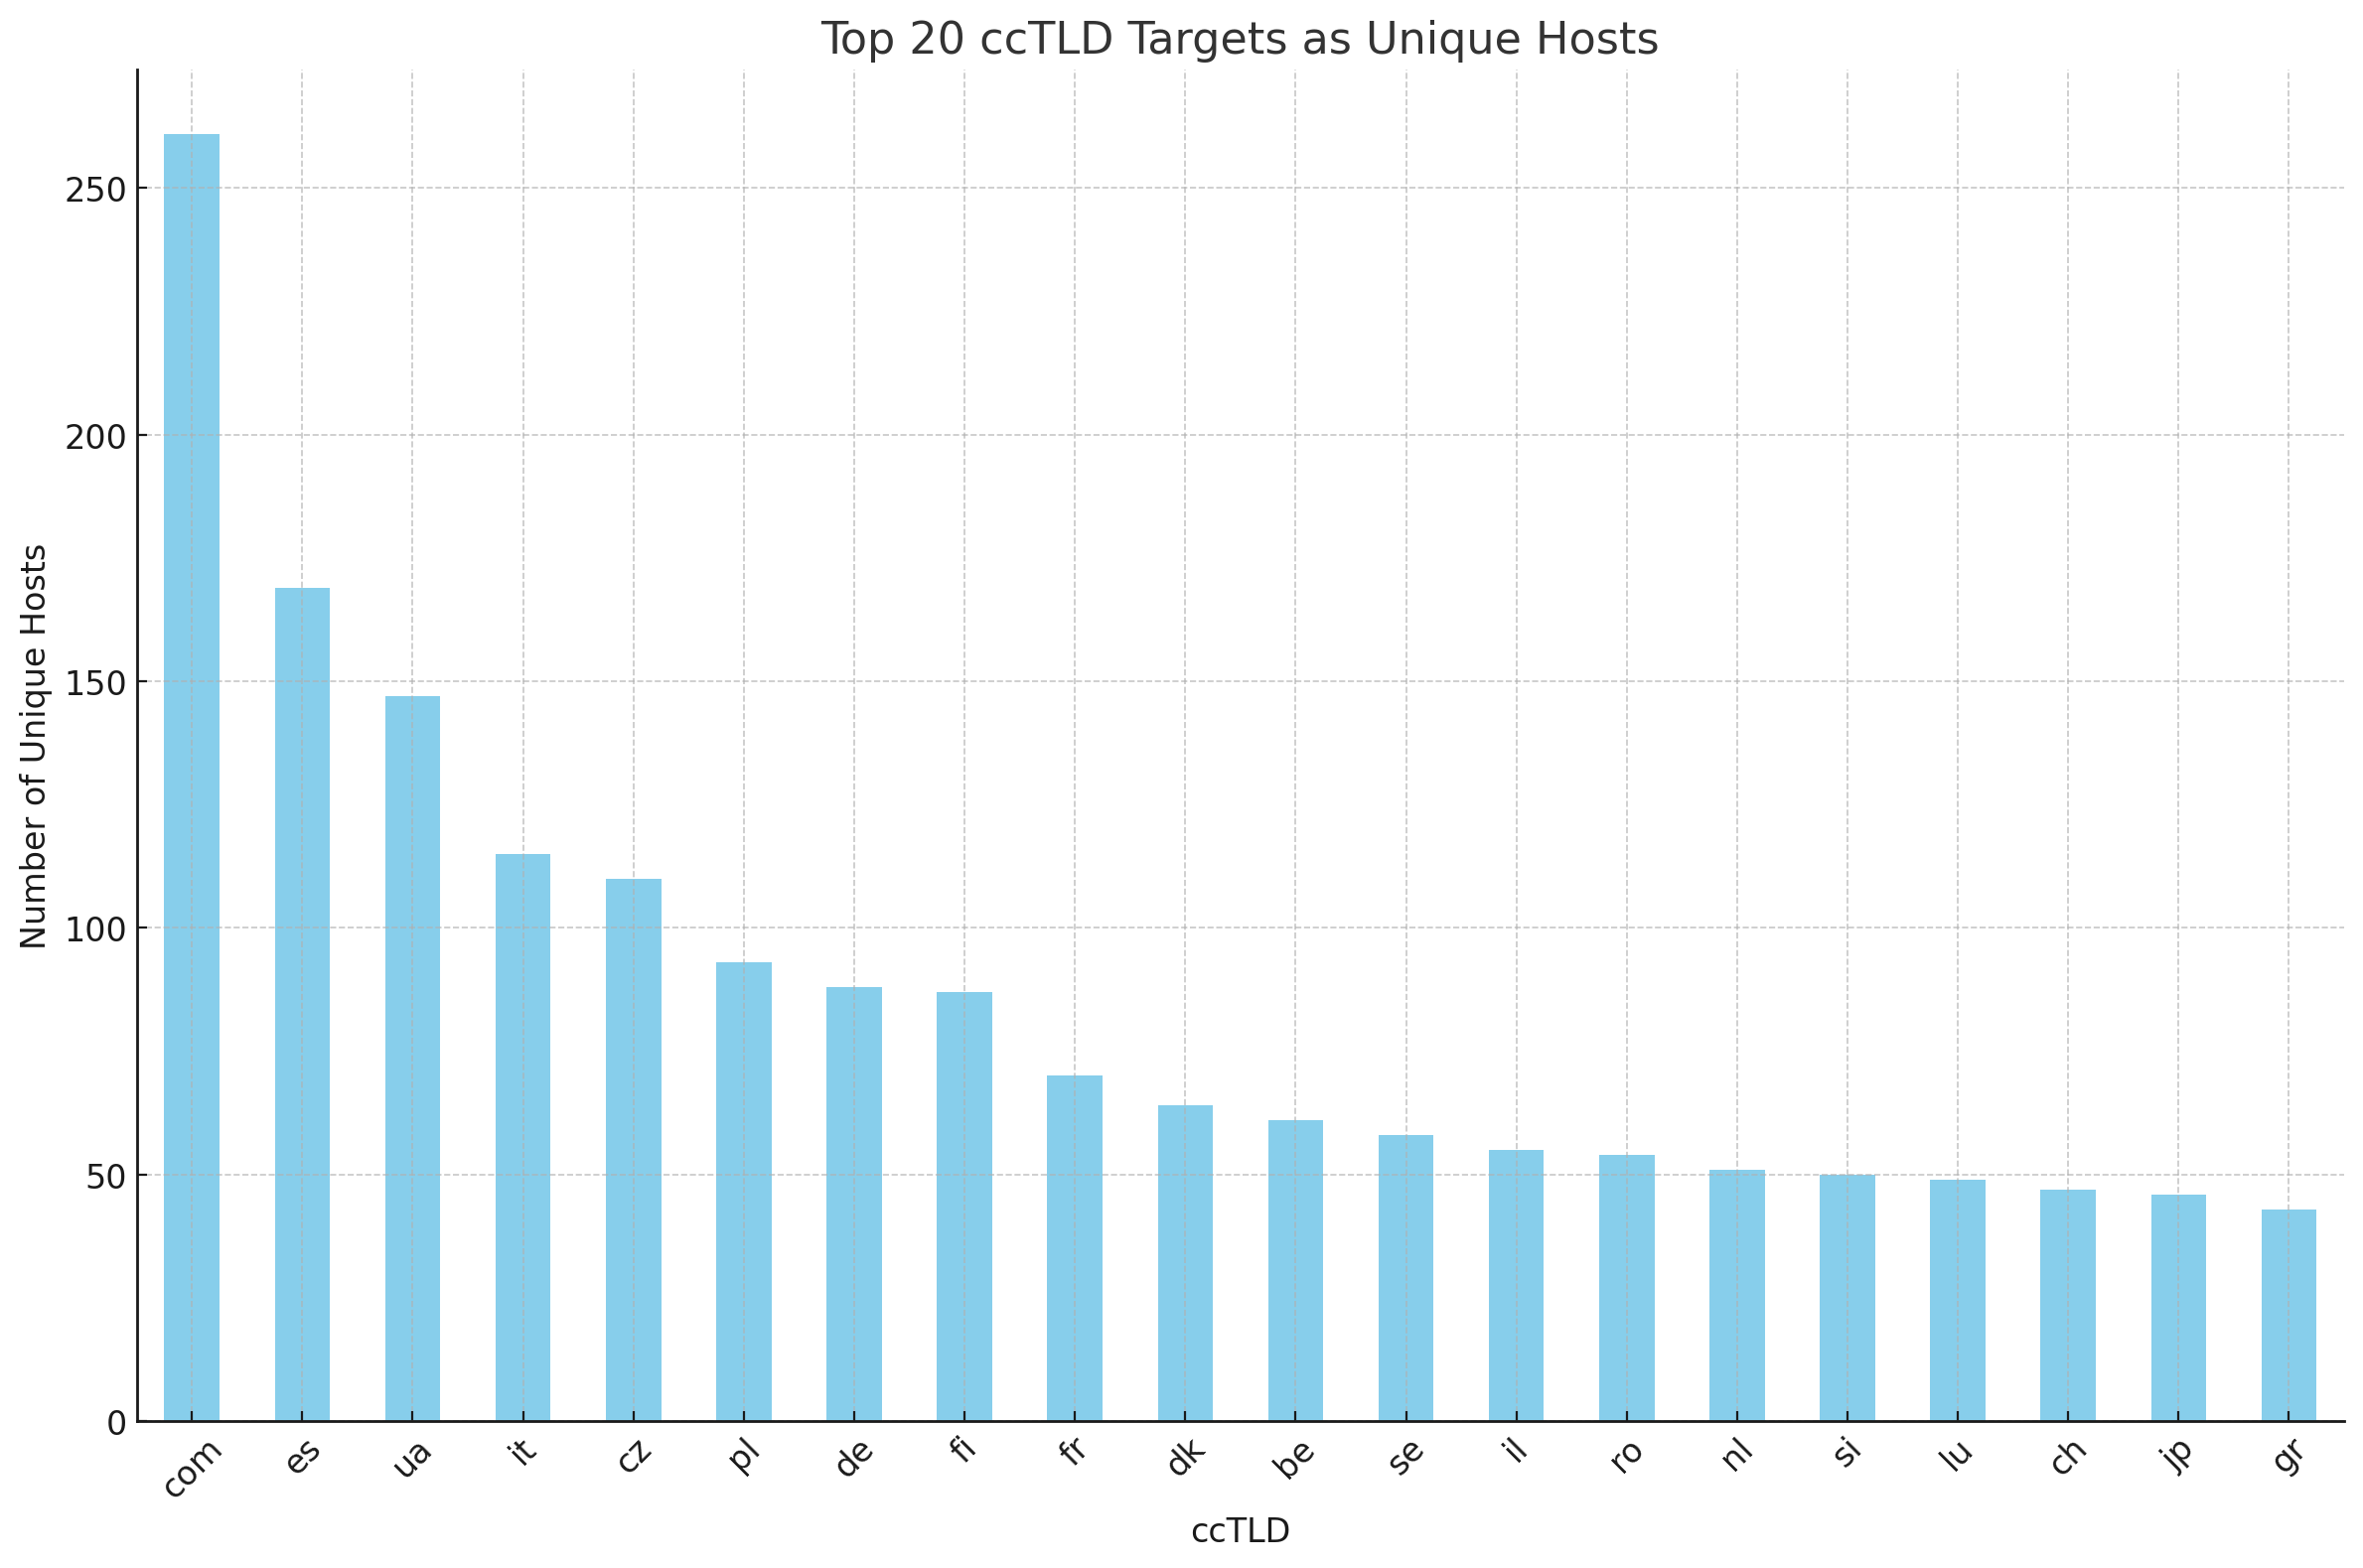 Top 20 ccTLD Targets as Unique Hosts
Number of Unique Hosts
250
200
150
100
50
0
com es ua it cz pl de fi fr dk be se il ro nl si lu ch jp gr
ccTLD